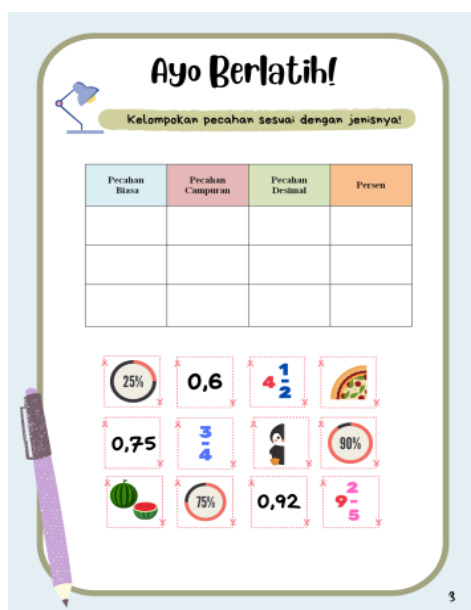 Ayo Berlatih!
Kelompokan pecahan sesuai dengan jenisnya!
Pecahan Biasa
Pecahan Campuran
Pecahan Desimal
Persen
25%
0,6
4 1/2
0,75
3/4
90%
75%
0,92
9 2/5
3